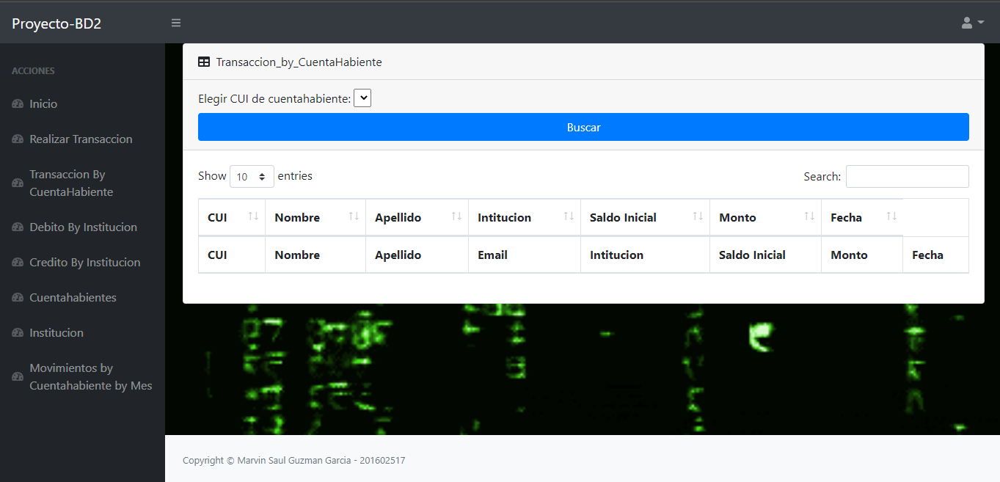 Proyecto-BD2
ACCIONES
Inicio
Realizar Transaccion
Transaccion By
CuentaHabiente
Debito By Institucion
Credito By Institucion
Cuentahabientes
Institucion
Movimientos by
Cuentahabiente by Mes
Transaccion_by_CuentaHabiente
Elegir CUI de cuentahabiente:
Buscar
Show 10 entries
Search:
CUI Nombre Apellido Intitucion Saldo Inicial Monto Fecha
CUI Nombre Apellido Email Intitucion Saldo Inicial Monto Fecha
Copyright © Marvin Saul Guzman Garcia - 201602517